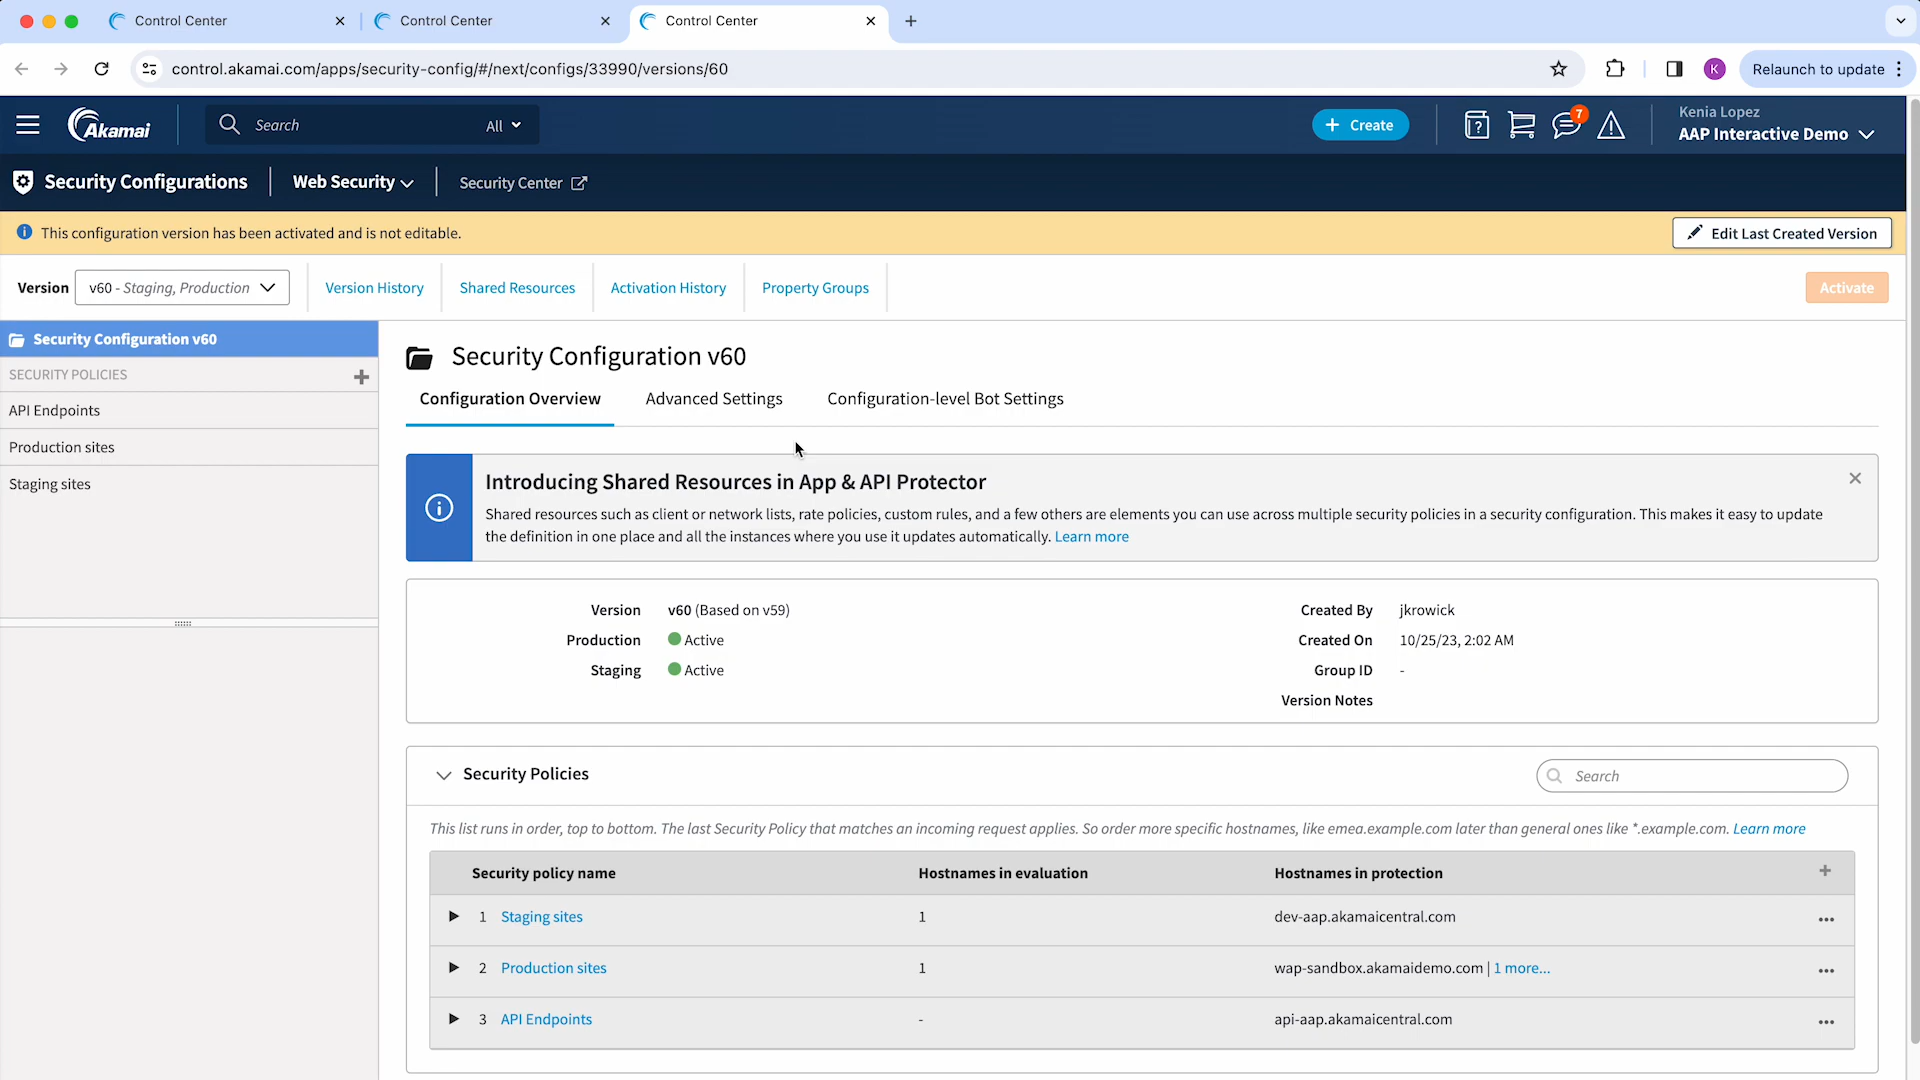 Control Center
Control Center
Control Center
control.akamai.com/apps/security-config/#/next/configs/33990/versions/60
K
Relaunch to update
Akamai
Search
All
+ Create
7
Kenia Lopez
AAP Interactive Demo
Security Configurations
Web Security
Security Center
This configuration version has been activated and is not editable.
Edit Last Created Version
Version
v60 - Staging, Production
Version History
Shared Resources
Activation History
Property Groups
Activate
Security Configuration v60
SECURITY POLICIES
API Endpoints
Production sites
Staging sites
Security Configuration v60
Configuration Overview
Advanced Settings
Configuration-level Bot Settings
Introducing Shared Resources in App & API Protector
Shared resources such as client or network lists, rate policies, custom rules, and a few others are elements you can use across multiple security policies in a security configuration. This makes it easy to update
the definition in one place and all the instances where you use it updates automatically. Learn more
Version v60 (Based on v59)
Production Active
Staging Active
Created By jkrowick
Created On 10/25/23, 2:02 AM
Group ID -
Version Notes
Security Policies
Search
This list runs in order, top to bottom. The last Security Policy that matches an incoming request applies. So order more specific hostnames, like emea.example.com later than general ones like *.example.com. Learn more
Security policy name Hostnames in evaluation Hostnames in protection
1 Staging sites 1 dev-aap.akamaicentral.com
2 Production sites 1 wap-sandbox.akamaidemo.com | 1 more...
3 API Endpoints - api-aap.akamaicentral.com